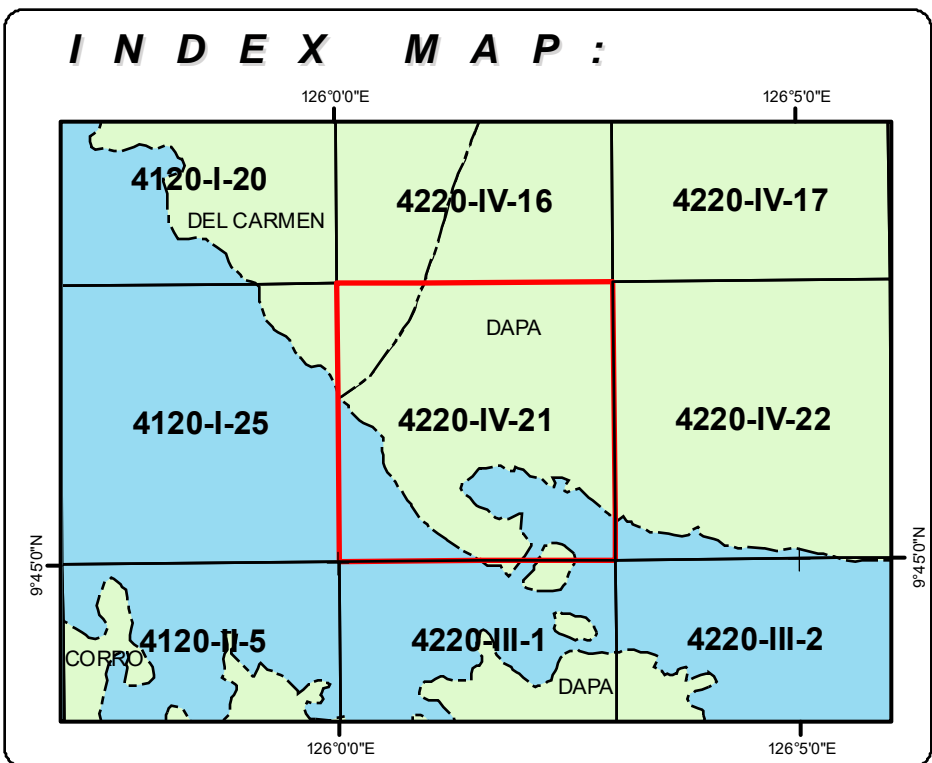 INDEX MAP:
126°0'0"E 126°5'0"E
4120-I-20 4220-IV-16 4220-IV-17
DEL CARMEN
DAPA
4120-I-25 4220-IV-21 4220-IV-22
9°45'0"N 9°45'0"N
4120-II-5 4220-III-1 4220-III-2
CORRO
DAPA
126°0'0"E 126°5'0"E